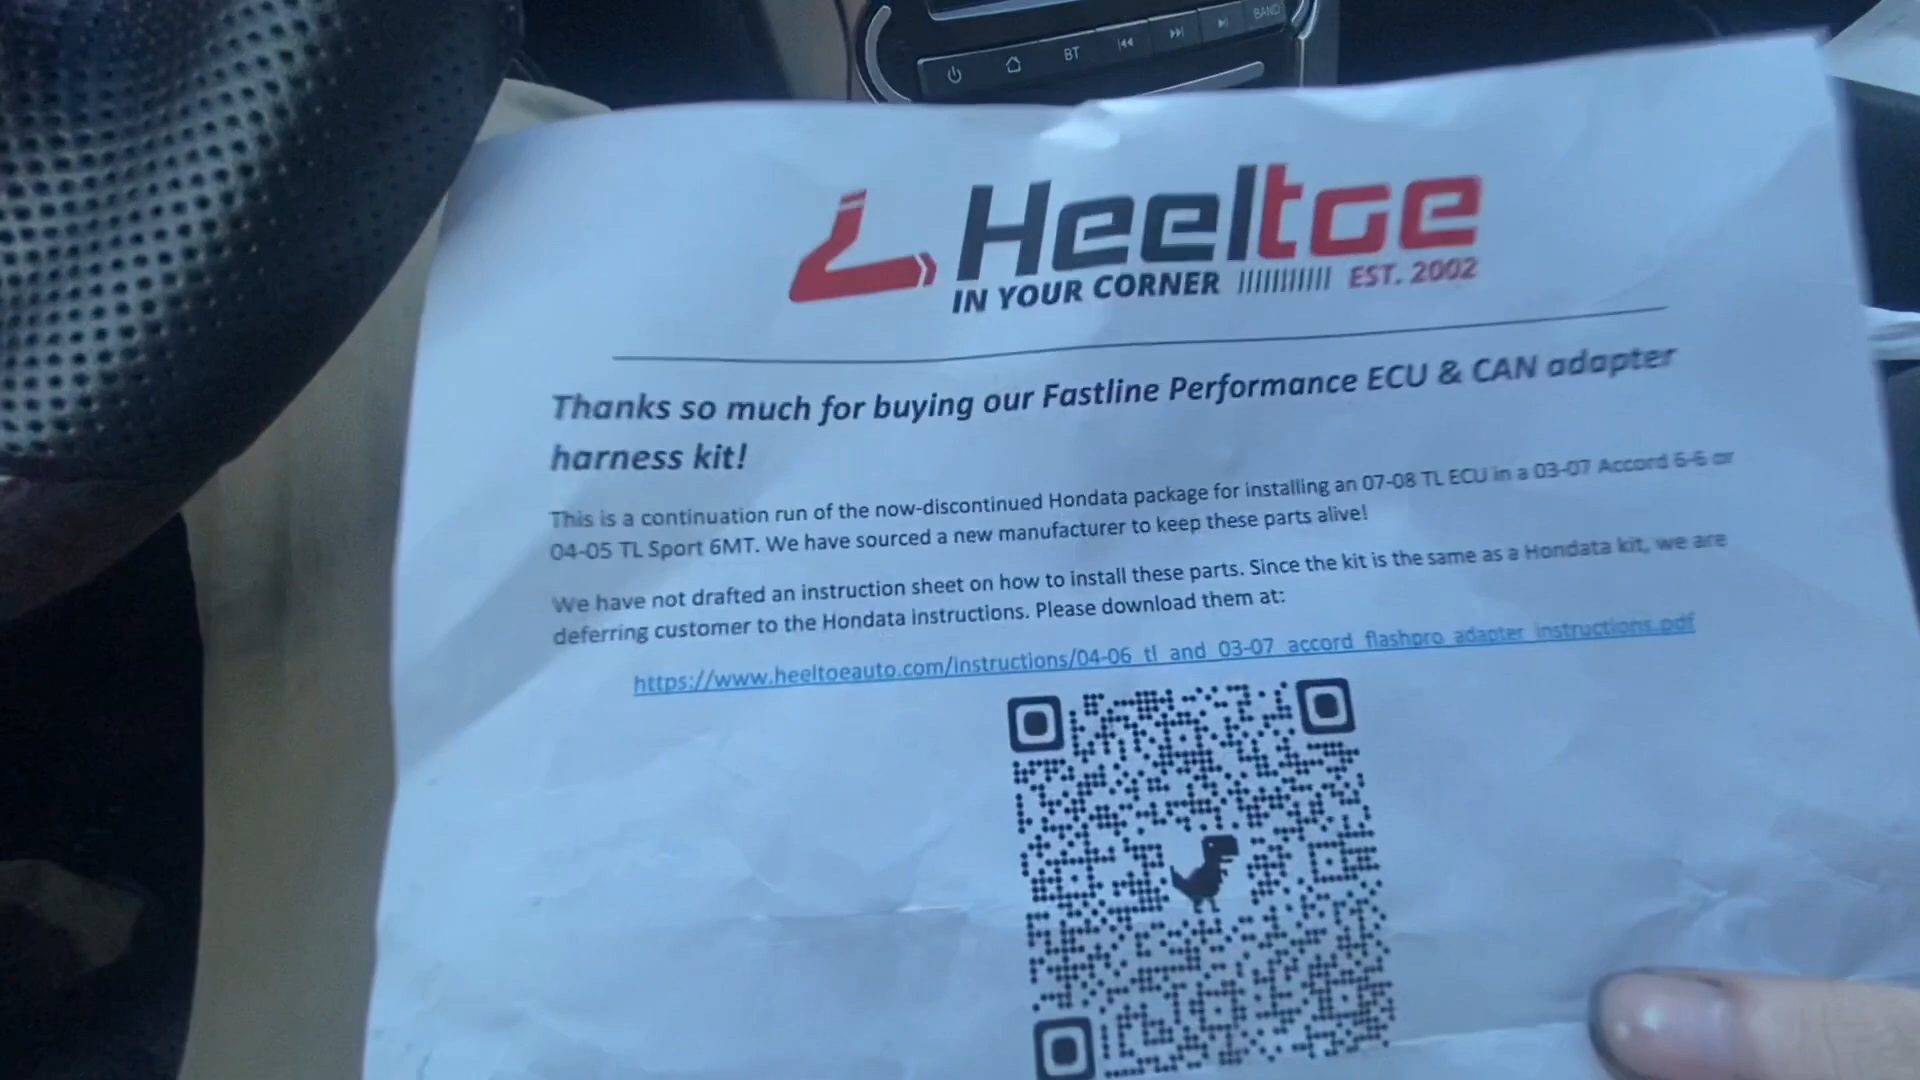 BT
BAND
Heeltoe
IN YOUR CORNER |||||||||| EST. 2002
Thanks so much for buying our Fastline Performance ECU & CAN adapter
harness kit!
This is a continuation run of the now-discontinued Hondata package for installing an 07-08 TL ECU in a 03-07 Accord 6-6 or
04-05 TL Sport 6MT. We have sourced a new manufacturer to keep these parts alive!
We have not drafted an instruction sheet on how to install these parts. Since the kit is the same as a Hondata kit, we are
deferring customer to the Hondata instructions. Please download them at:
https://www.heeltoeauto.com/instructions/04-06_tl_and_03-07_accord_flashpro_adapter_instructions.pdf